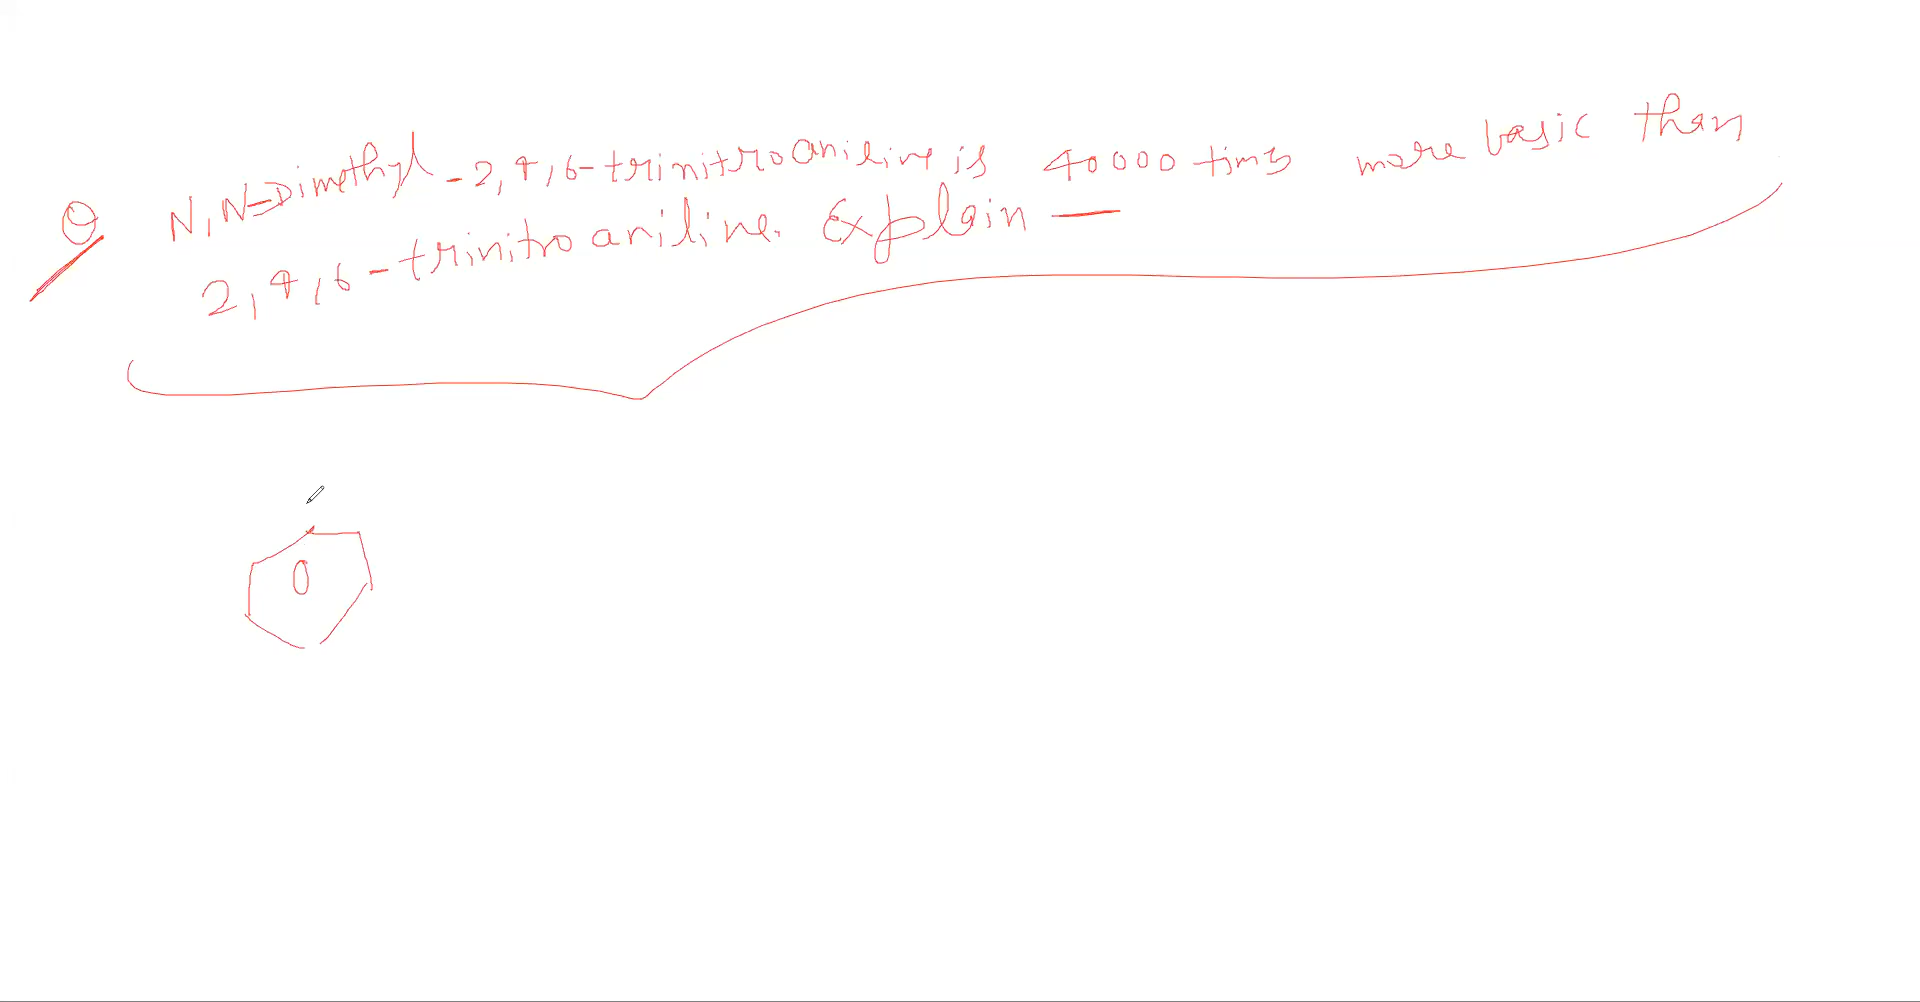 Q N,N-Dimethyl-2,4,6-trinitroaniline is 40000 times more basic than
2,4,6-trinitroaniline. Explain —